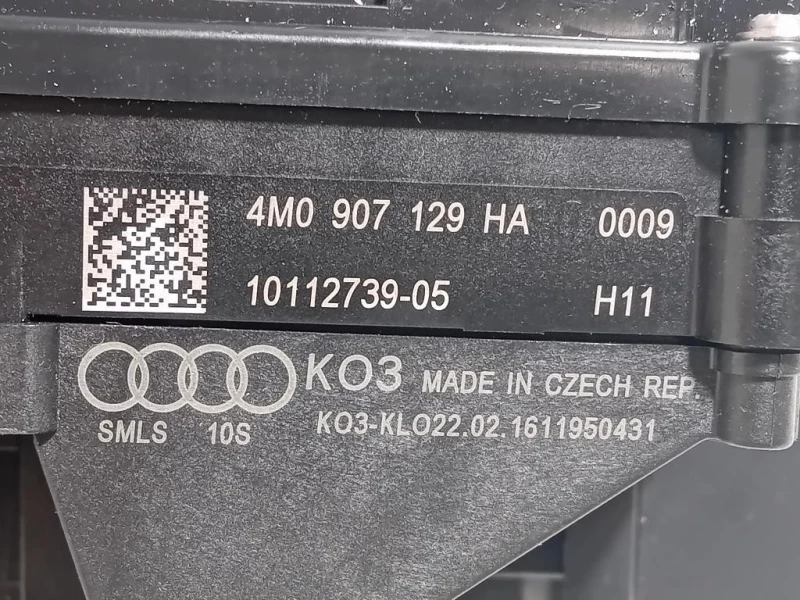 4M0 907 129 HA 0009
10112739-05 H11
KO3 MADE IN CZECH REP.
SMLS 10S KO3-KLO22.02.1611950431